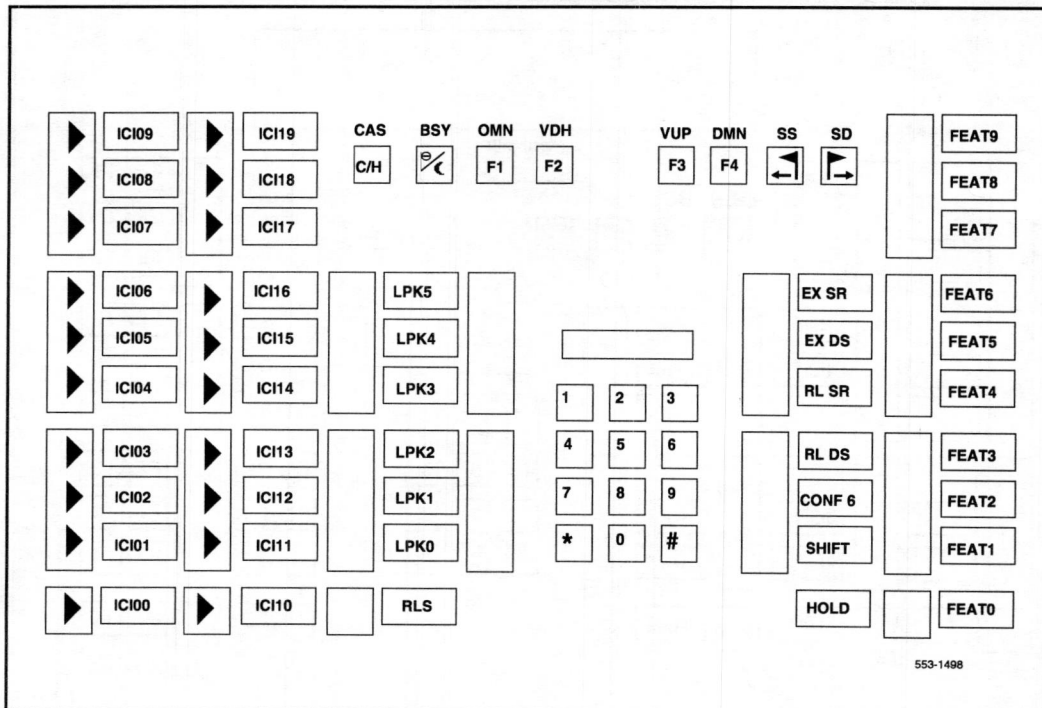 CAS BSY OMN VDH VUP DMN SS SD
ICI09 ICI19 C/H F1 F2 F3 F4 FEAT9
ICI08 ICI18 FEAT8
ICI07 ICI17 FEAT7
ICI06 ICI16 LPK5 EX SR FEAT6
ICI05 ICI15 LPK4 EX DS FEAT5
ICI04 ICI14 LPK3 RL SR FEAT4
1 2 3
ICI03 ICI13 LPK2 4 5 6 RL DS FEAT3
ICI02 ICI12 LPK1 7 8 9 CONF 6 FEAT2
ICI01 ICI11 LPK0 * 0 # SHIFT FEAT1
ICI00 ICI10 RLS HOLD FEAT0
553-1498